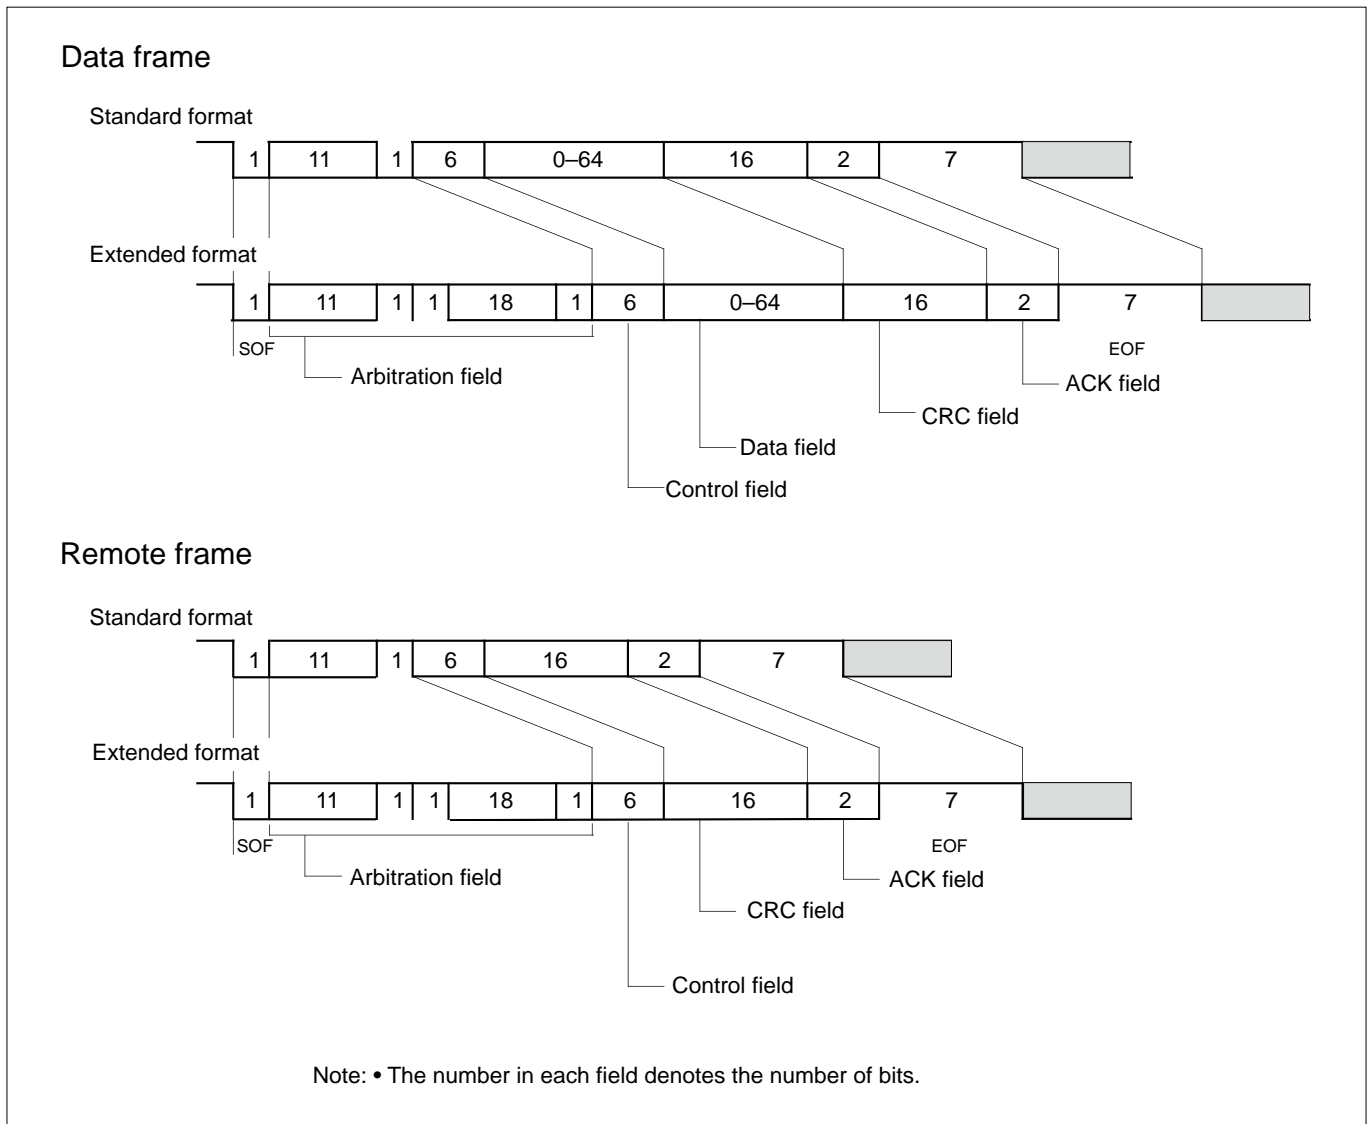 Data frame
Standard format
1 11 1 6 0–64 16 2 7
Extended format
1 11 1 1 18 1 6 0–64 16 2 7
SOF EOF
Arbitration field ACK field
CRC field
Data field
Control field
Remote frame
Standard format
1 11 1 6 16 2 7
Extended format
1 11 1 1 18 1 6 16 2 7
SOF EOF
Arbitration field ACK field
CRC field
Control field
Note: • The number in each field denotes the number of bits.